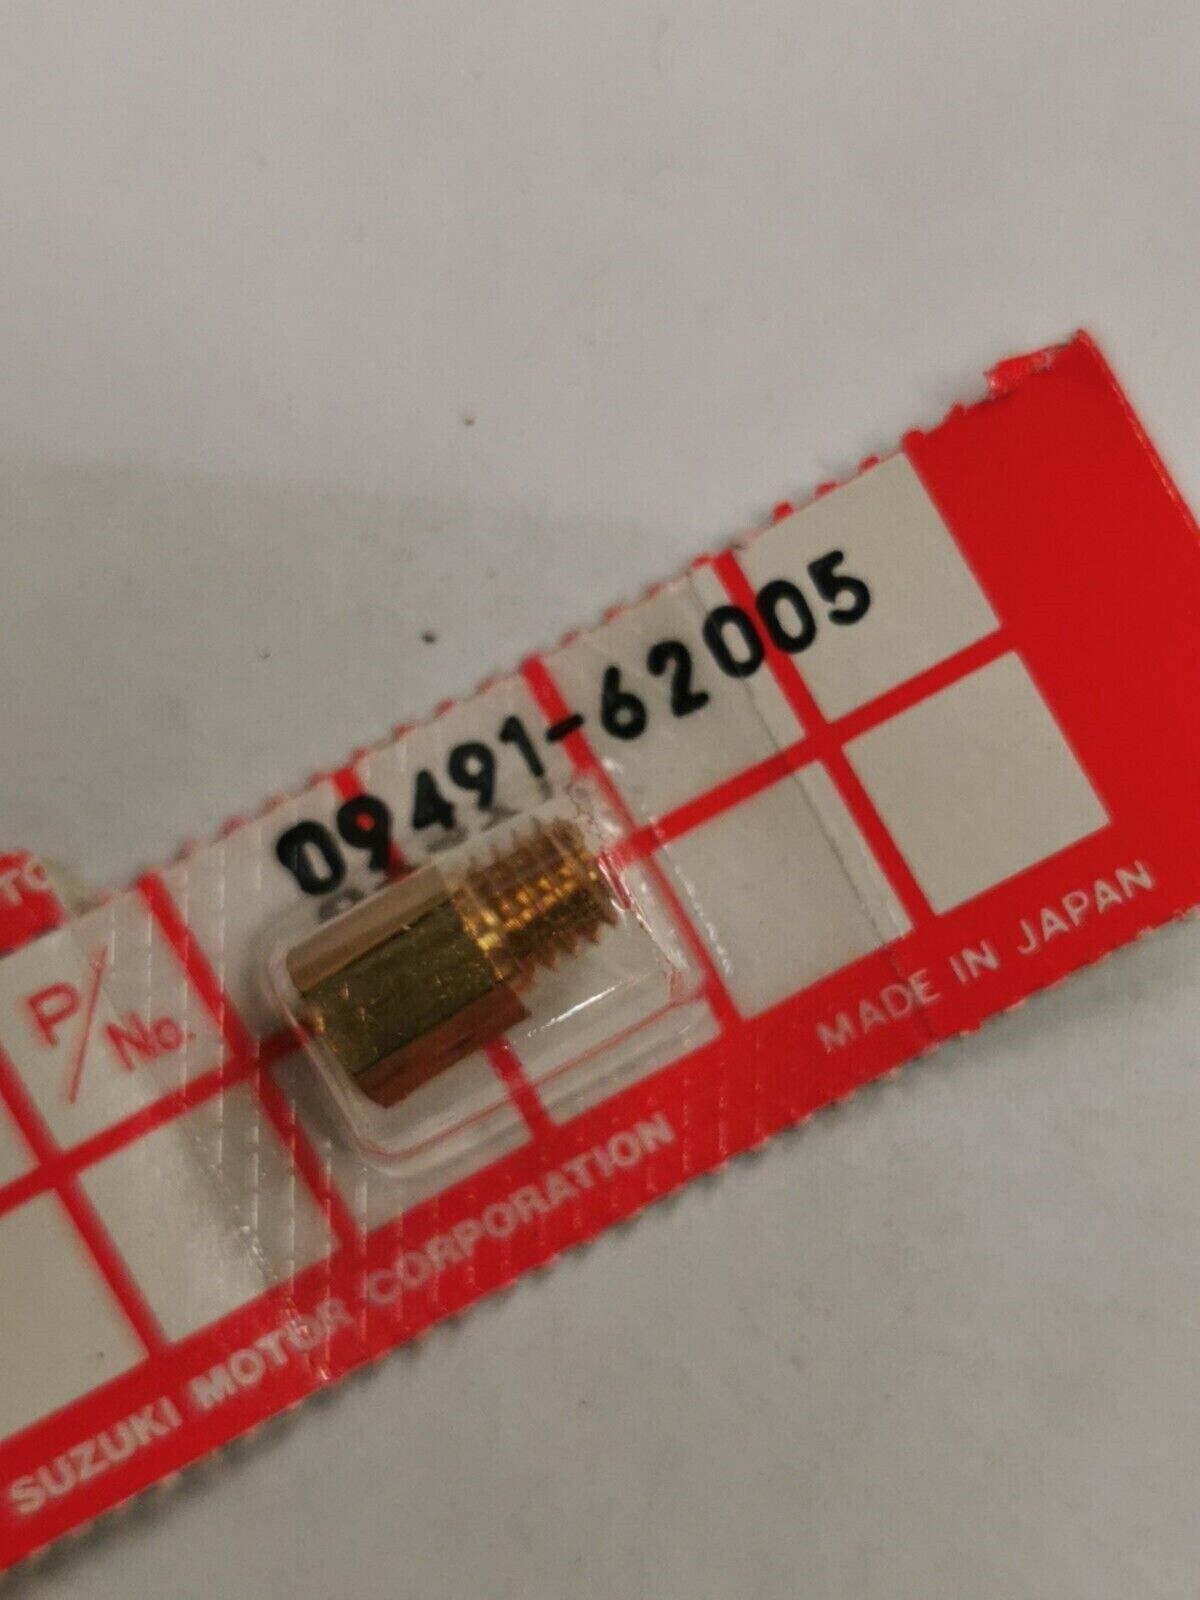 09491-62005
P/No.
MADE IN JAPAN
SUZUKI MOTOR CORPORATION